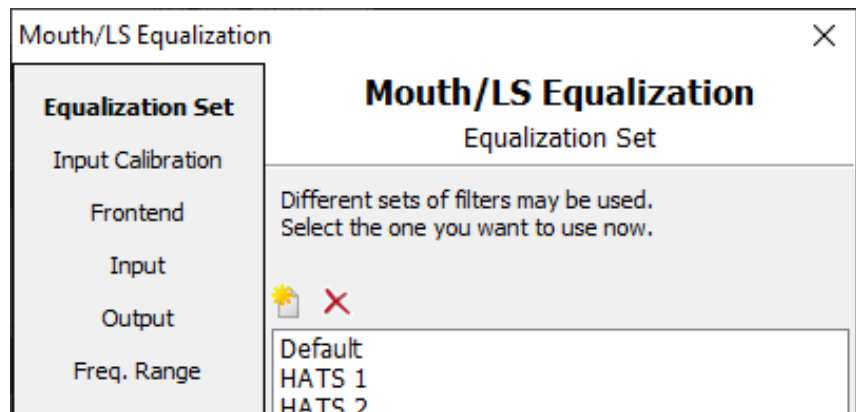 Mouth/LS Equalization
Equalization Set
Input Calibration
Frontend
Input
Output
Freq. Range
Mouth/LS Equalization
Equalization Set
Different sets of filters may be used.
Select the one you want to use now.
Default
HATS 1
HATS 2